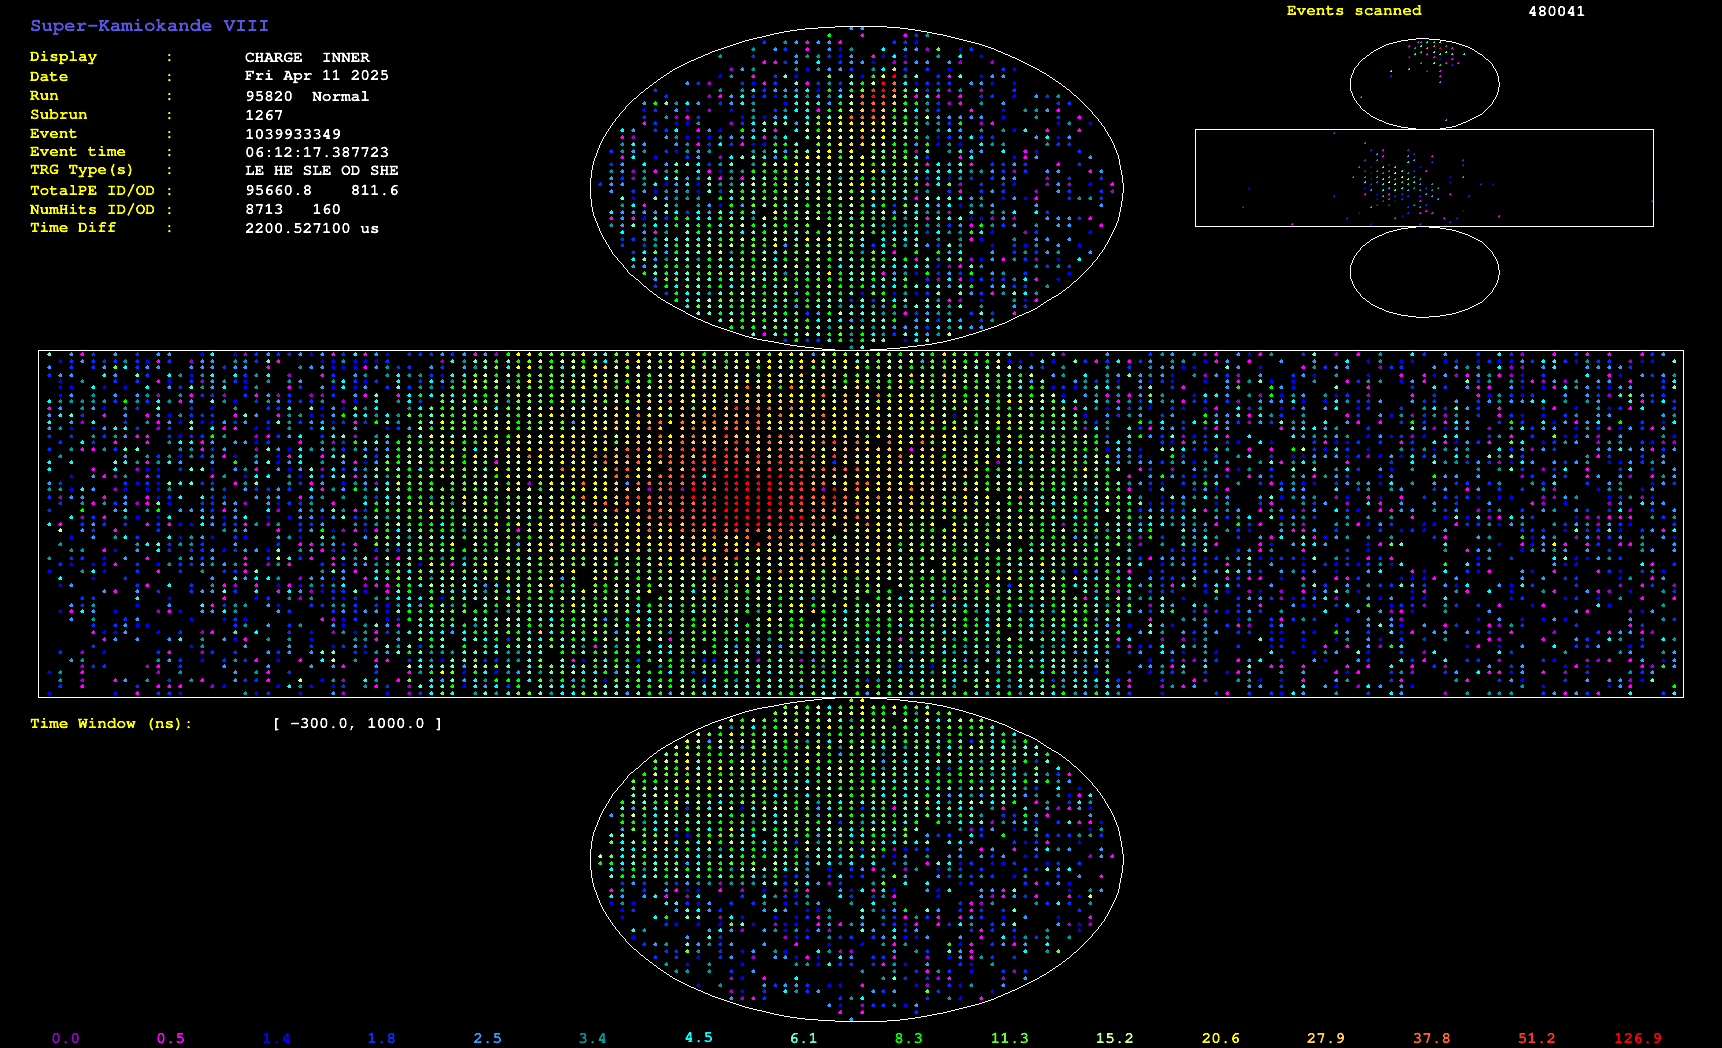 Super-Kamiokande VIII
Display : CHARGE INNER
Date : Fri Apr 11 2025
Run : 95820 Normal
Subrun : 1267
Event : 1039933349
Event time : 06:12:17.387723
TRG Type(s) : LE HE SLE OD SHE
TotalPE ID/OD : 95660.8 811.6
NumHits ID/OD : 8713 160
Time Diff : 2200.527100 us
Events scanned 480041
Time Window (ns): [ -300.0, 1000.0 ]
0.0 0.5 1.4 1.8 2.5 3.4 4.5 6.1 8.3 11.3 15.2 20.6 27.9 37.8 51.2 126.9